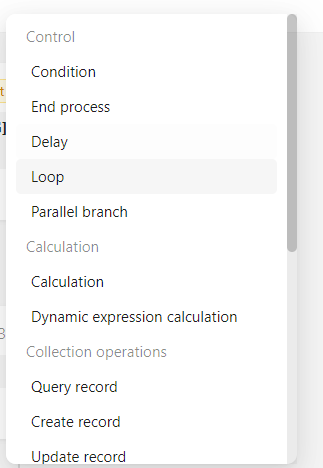 Control
Condition
End process
Delay
Loop
Parallel branch
Calculation
Calculation
Dynamic expression calculation
Collection operations
Query record
Create record
Update record